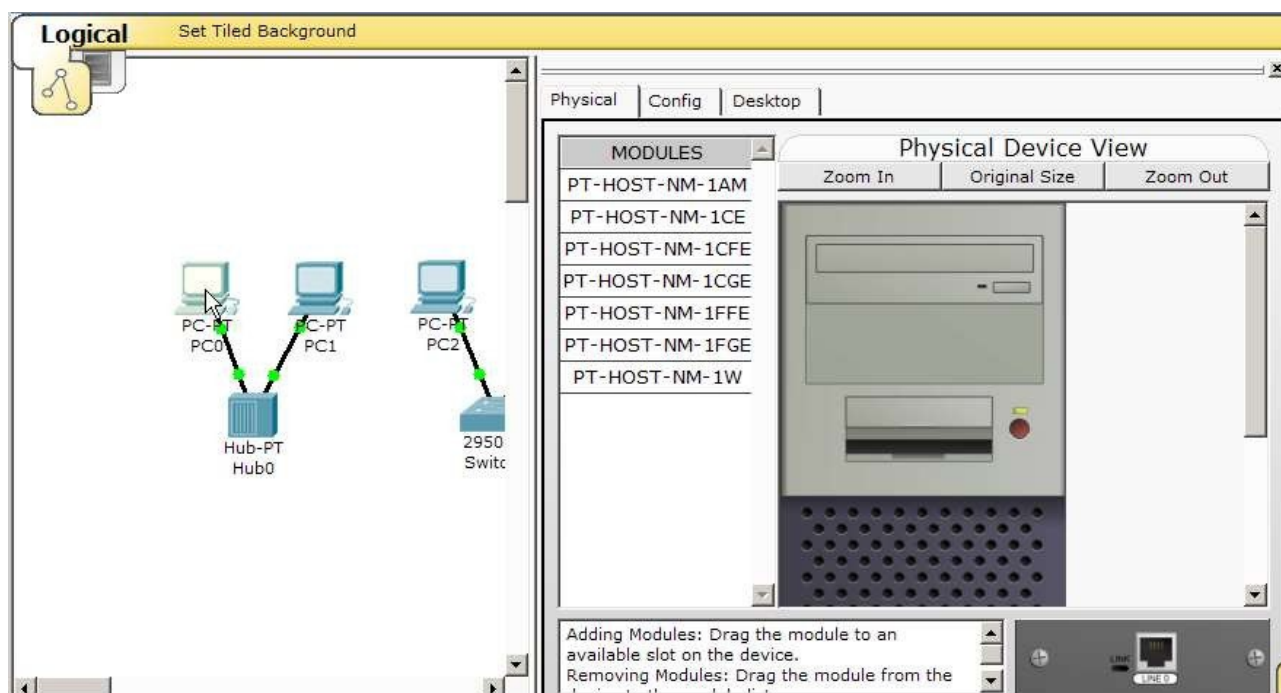 Logical
Set Tiled Background
Physical
Config
Desktop
MODULES
PT-HOST-NM-1AM
PT-HOST-NM-1CE
PT-HOST-NM-1CFE
PT-HOST-NM-1CGE
PT-HOST-NM-1FFE
PT-HOST-NM-1FGE
PT-HOST-NM-1W
Physical Device View
Zoom In
Original Size
Zoom Out
PC-PT
PC0
PC-PT
PC1
PC-PT
PC2
Hub-PT
Hub0
2950
Switc
Adding Modules: Drag the module to an
available slot on the device.
Removing Modules: Drag the module from the
LINK
LINE 0